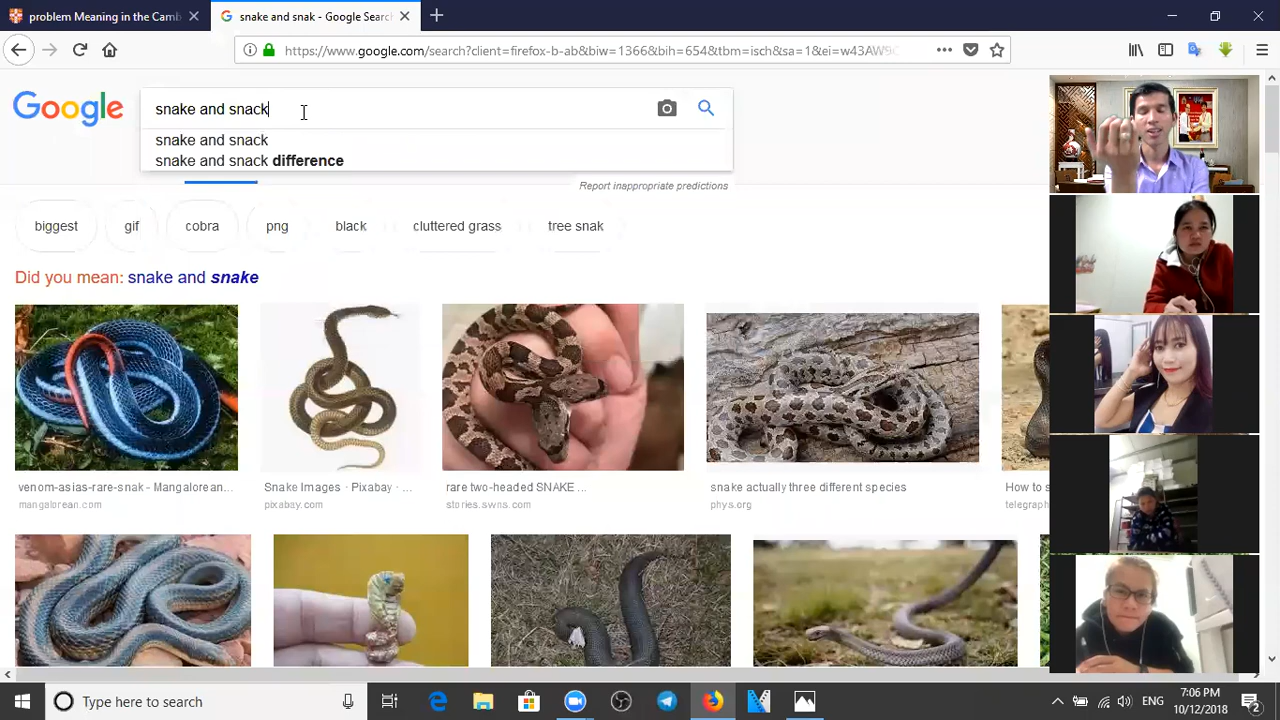 problem Meaning in the Camb
snake and snak - Google Search
https://www.google.com/search?client=firefox-b-ab&biw=1366&bih=654&tbm=isch&sa=1&ei=w43AW9
Google
snake and snack
snake and snack
snake and snack difference
Report inappropriate predictions
biggest
gif
cobra
png
black
cluttered grass
tree snak
Did you mean: snake and snake
venom-asias-rare-snak - Mangalorean...
mangalorean.com
Snake Images · Pixabay · ...
pixabay.com
rare two-headed SNAKE ...
stories.swns.com
snake actually three different species
phys.org
How to s
telegraph
Type here to search
ENG
7:06 PM
10/12/2018
2